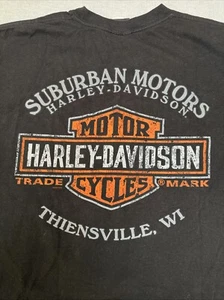 SUBURBAN MOTORS
HARLEY-DAVIDSON
MOTOR
HARLEY-DAVIDSON
CYCLES
TRADE ® MARK
THIENSVILLE, WI